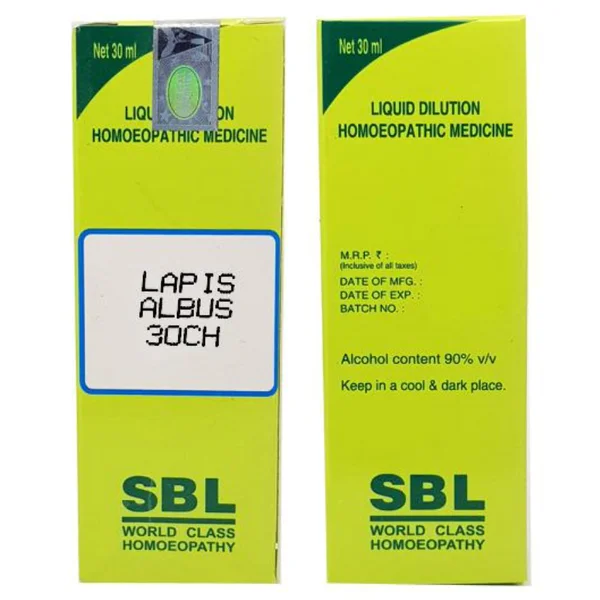 Net 30 ml
HOMOEOPATHIC MEDICINE
LAPIS
ALBUS
30CH
SBL
WORLD CLASS
HOMOEOPATHY
Net 30 ml
LIQUID DILUTION
HOMOEOPATHIC MEDICINE
M.R.P. ₹ :
(Inclusive of all taxes)
DATE OF MFG. :
DATE OF EXP. :
BATCH NO. :
Alcohol content 90% v/v
Keep in a cool & dark place.
SBL
WORLD CLASS
HOMOEOPATHY